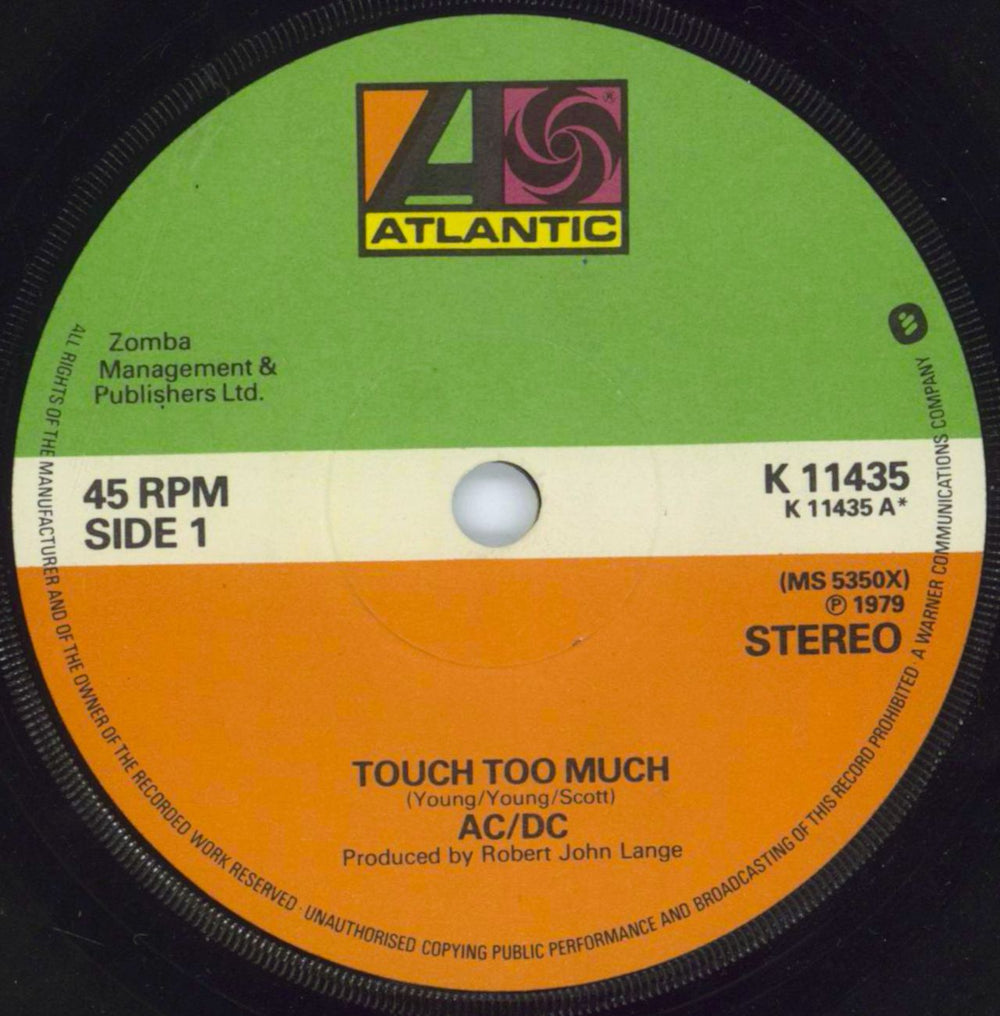 ATLANTIC
®
Zomba
Management &
Publishers Ltd.
45 RPM
SIDE 1
K 11435
K 11435 A*
(MS 5350X)
℗ 1979
STEREO
TOUCH TOO MUCH
(Young/Young/Scott)
AC/DC
Produced by Robert John Lange
ALL RIGHTS OF THE MANUFACTURER AND OF THE OWNER OF THE RECORDED WORK RESERVED · UNAUTHORISED COPYING PUBLIC PERFORMANCE AND BROADCASTING OF THIS RECORD PROHIBITED · A WARNER COMMUNICATIONS COMPANY